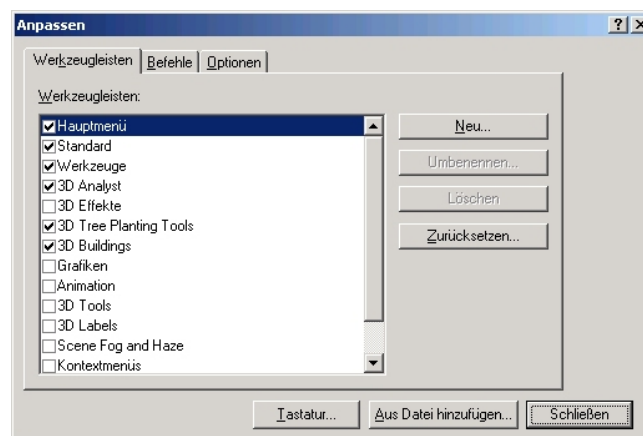 Anpassen
Werkzeugleisten Befehle Optionen
Werkzeugleisten:
Hauptmenü
Standard
Werkzeuge
3D Analyst
3D Effekte
3D Tree Planting Tools
3D Buildings
Grafiken
Animation
3D Tools
3D Labels
Scene Fog and Haze
Kontextmenüs
Neu...
Umbenennen...
Löschen
Zurücksetzen...
Tastatur... Aus Datei hinzufügen... Schließen